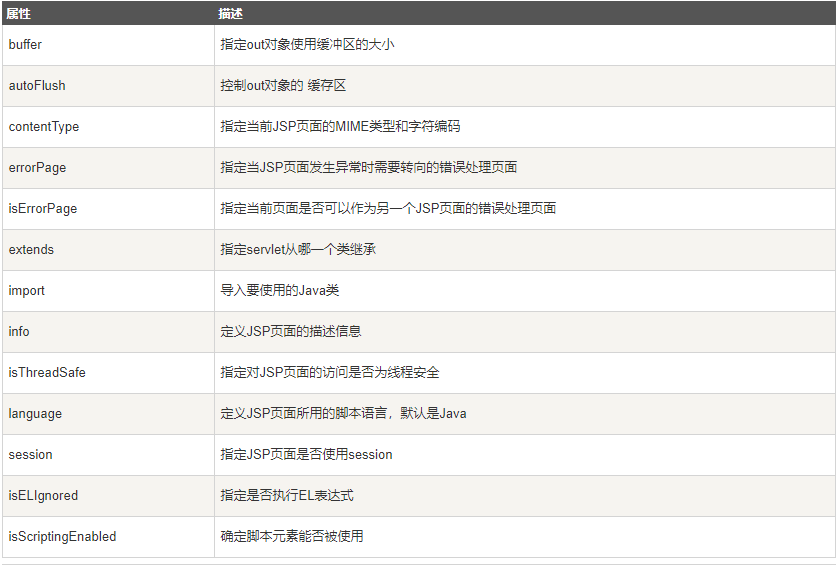 属性 描述
buffer 指定out对象使用缓冲区的大小
autoFlush 控制out对象的 缓存区
contentType 指定当前JSP页面的MIME类型和字符编码
errorPage 指定当JSP页面发生异常时需要转向的错误处理页面
isErrorPage 指定当前页面是否可以作为另一个JSP页面的错误处理页面
extends 指定servlet从哪一个类继承
import 导入要使用的Java类
info 定义JSP页面的描述信息
isThreadSafe 指定对JSP页面的访问是否为线程安全
language 定义JSP页面所用的脚本语言，默认是Java
session 指定JSP页面是否使用session
isELIgnored 指定是否执行EL表达式
isScriptingEnabled 确定脚本元素能否被使用